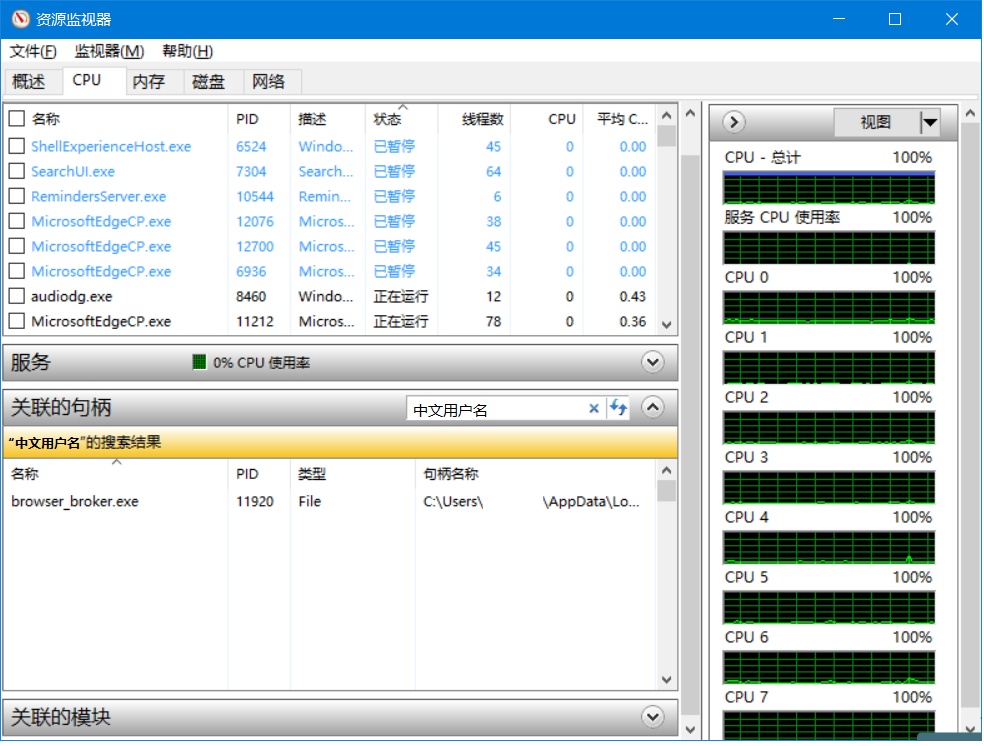 资源监视器
文件(F) 监视器(M) 帮助(H)
概述 CPU 内存 磁盘 网络
名称 PID 描述 状态 线程数 CPU 平均 C...
ShellExperienceHost.exe 6524 Windo... 已暂停 45 0 0.00
SearchUI.exe 7304 Search... 已暂停 64 0 0.00
RemindersServer.exe 10544 Remin... 已暂停 6 0 0.00
MicrosoftEdgeCP.exe 12076 Micros... 已暂停 38 0 0.00
MicrosoftEdgeCP.exe 12700 Micros... 已暂停 45 0 0.00
MicrosoftEdgeCP.exe 6936 Micros... 已暂停 34 0 0.00
audiodg.exe 8460 Windo... 正在运行 12 0 0.43
MicrosoftEdgeCP.exe 11212 Micros... 正在运行 78 0 0.36
服务 0% CPU 使用率
关联的句柄 中文用户名
“中文用户名”的搜索结果
名称 PID 类型 句柄名称
browser_broker.exe 11920 File C:\Users\ \AppData\Lo...
关联的模块
视图
CPU - 总计 100%
服务 CPU 使用率 100%
CPU 0 100%
CPU 1 100%
CPU 2 100%
CPU 3 100%
CPU 4 100%
CPU 5 100%
CPU 6 100%
CPU 7 100%